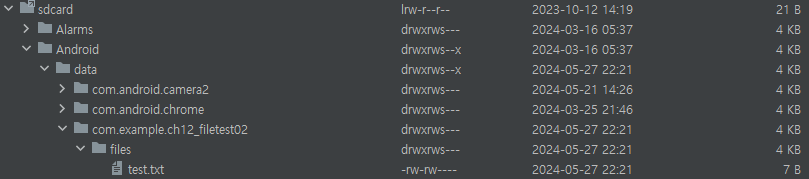 sdcard lrw-r--r-- 2023-10-12 14:19 21 B
Alarms drwxrws--- 2024-03-16 05:37 4 KB
Android drwxrws--x 2024-03-16 05:37 4 KB
data drwxrws--x 2024-05-27 22:21 4 KB
com.android.camera2 drwxrws--- 2024-05-21 14:26 4 KB
com.android.chrome drwxrws--- 2024-03-25 21:46 4 KB
com.example.ch12_filetest02 drwxrws--- 2024-05-27 22:21 4 KB
files drwxrws--- 2024-05-27 22:21 4 KB
test.txt -rw-rw---- 2024-05-27 22:21 7 B